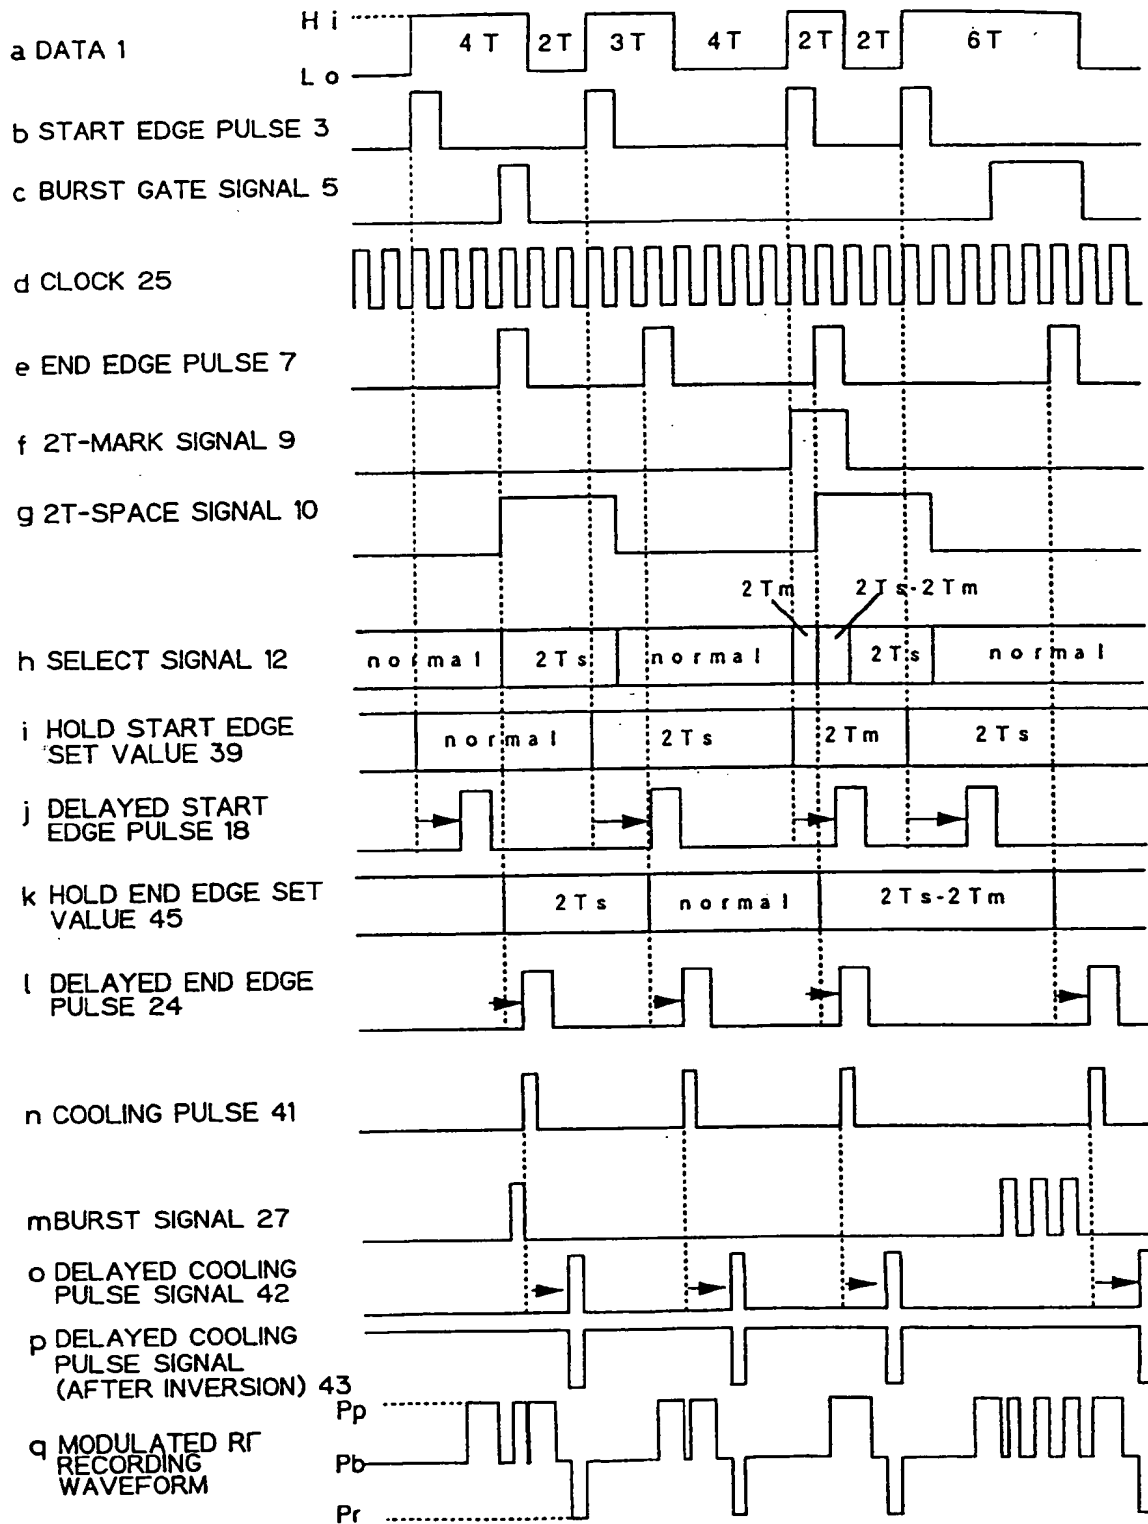 Hi
4T 2T 3T 4T 2T 2T 6T
a DATA 1
Lo
b START EDGE PULSE 3
c BURST GATE SIGNAL 5
d CLOCK 25
e END EDGE PULSE 7
f 2T-MARK SIGNAL 9
g 2T-SPACE SIGNAL 10
2Tm 2Ts-2Tm
h SELECT SIGNAL 12
normal 2Ts normal 2Ts normal
i HOLD START EDGE
SET VALUE 39
normal 2Ts 2Tm 2Ts
j DELAYED START
EDGE PULSE 18
k HOLD END EDGE SET
VALUE 45
2Ts normal 2Ts-2Tm
l DELAYED END EDGE
PULSE 24
n COOLING PULSE 41
m BURST SIGNAL 27
o DELAYED COOLING
PULSE SIGNAL 42
p DELAYED COOLING
PULSE SIGNAL
(AFTER INVERSION) 43
Pp
q MODULATED RF
RECORDING
WAVEFORM
Pb
Pr